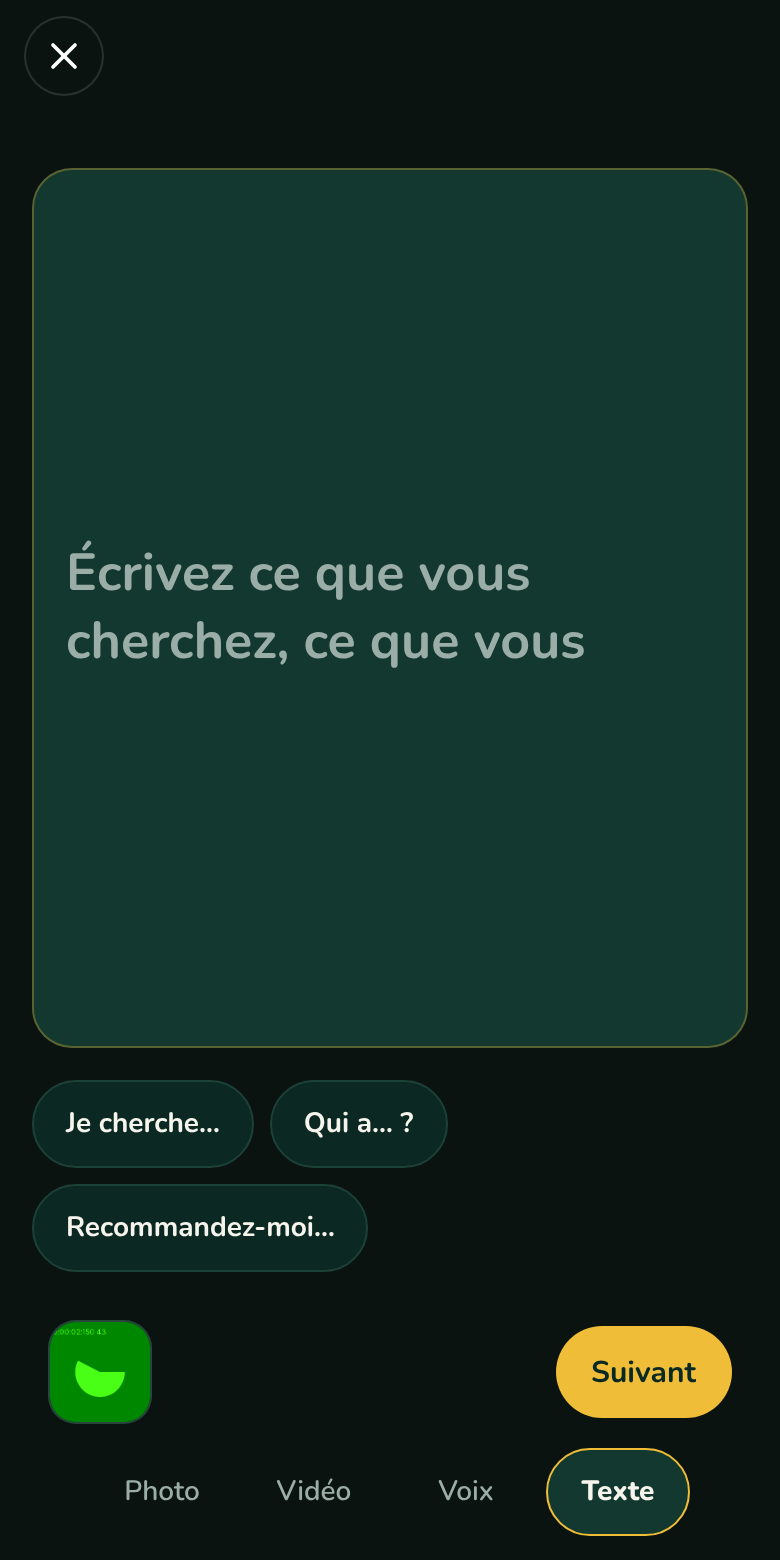 Écrivez ce que vous
cherchez, ce que vous
Je cherche...
Qui a... ?
Recommandez-moi...
Suivant
Photo
Vidéo
Voix
Texte